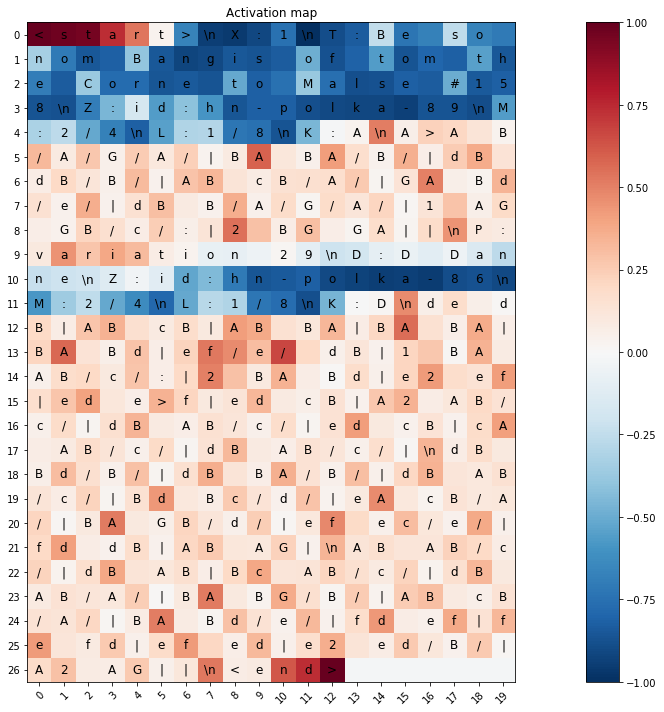 Activation map
0 < s t a r t > \n X : 1 \n T : B e s o
1 n o m B a n g i s o f t o m t h
2 e C o r n e t o M a l s e # 1 5
3 8 \n Z : i d : h n - p o l k a - 8 9 \n M
4 : 2 / 4 \n L : 1 / 8 \n K : A \n A > A B
5 / A / G / A / | B A B A / B / | d B
6 d B / B / | A B c B / A / | G A B d
7 / e / | d B B / A / G / A / | 1 A G
8 G B / c / : | 2 B G G A | | \n P :
9 v a r i a t i o n 2 9 \n D : D D a n
10 n e \n Z : i d : h n - p o l k a - 8 6 \n
11 M : 2 / 4 \n L : 1 / 8 \n K : D \n d e d
12 B | A B c B | A B B A | B A B A |
13 B A B d | e f / e / d B | 1 B A
14 A B / c / : | 2 B A B d | e 2 e f
15 | e d e > f | e d c B | A 2 A B /
16 c / | d B A B / c / | e d c B | c A
17 A B / c / | d B A B / c / | \n d B
18 B d / B / | d B B A / B / | d B A B
19 / c / | B d B c / d / | e A c B / A
20 / | B A G B / d / | e f e c / e / |
21 f d d B | A B A G | \n A B A B / c
22 / | d B A B | B c A B / c / | d B
23 A B / A / | B A B G / B / | A B c B
24 / A / | B A B d / e / | f d e f | f
25 e f d | e f e d | e 2 e d / B / |
26 A 2 A G | | \n < e n d >
0 1 2 3 4 5 6 7 8 9 10 11 12 13 14 15 16 17 18 19
1.00
0.75
0.50
0.25
0.00
−0.25
−0.50
−0.75
−1.00